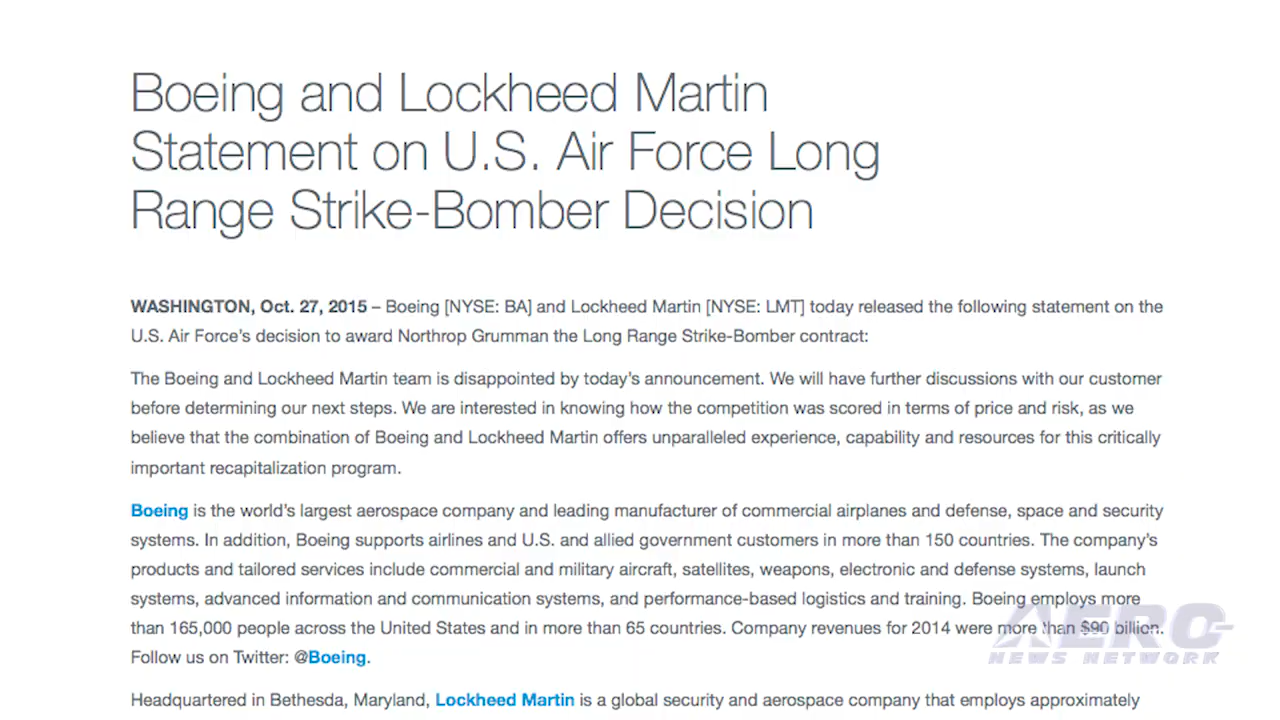 Boeing and Lockheed Martin
Statement on U.S. Air Force Long
Range Strike-Bomber Decision
WASHINGTON, Oct. 27, 2015 – Boeing [NYSE: BA] and Lockheed Martin [NYSE: LMT] today released the following statement on the
U.S. Air Force's decision to award Northrop Grumman the Long Range Strike-Bomber contract:
The Boeing and Lockheed Martin team is disappointed by today's announcement. We will have further discussions with our customer
before determining our next steps. We are interested in knowing how the competition was scored in terms of price and risk, as we
believe that the combination of Boeing and Lockheed Martin offers unparalleled experience, capability and resources for this critically
important recapitalization program.
Boeing is the world's largest aerospace company and leading manufacturer of commercial airplanes and defense, space and security
systems. In addition, Boeing supports airlines and U.S. and allied government customers in more than 150 countries. The company's
products and tailored services include commercial and military aircraft, satellites, weapons, electronic and defense systems, launch
systems, advanced information and communication systems, and performance-based logistics and training. Boeing employs more
than 165,000 people across the United States and in more than 65 countries. Company revenues for 2014 were more than $90 billion.
Follow us on Twitter: @Boeing.
Headquartered in Bethesda, Maryland, Lockheed Martin is a global security and aerospace company that employs approximately
AERO
NEWS NETWORK